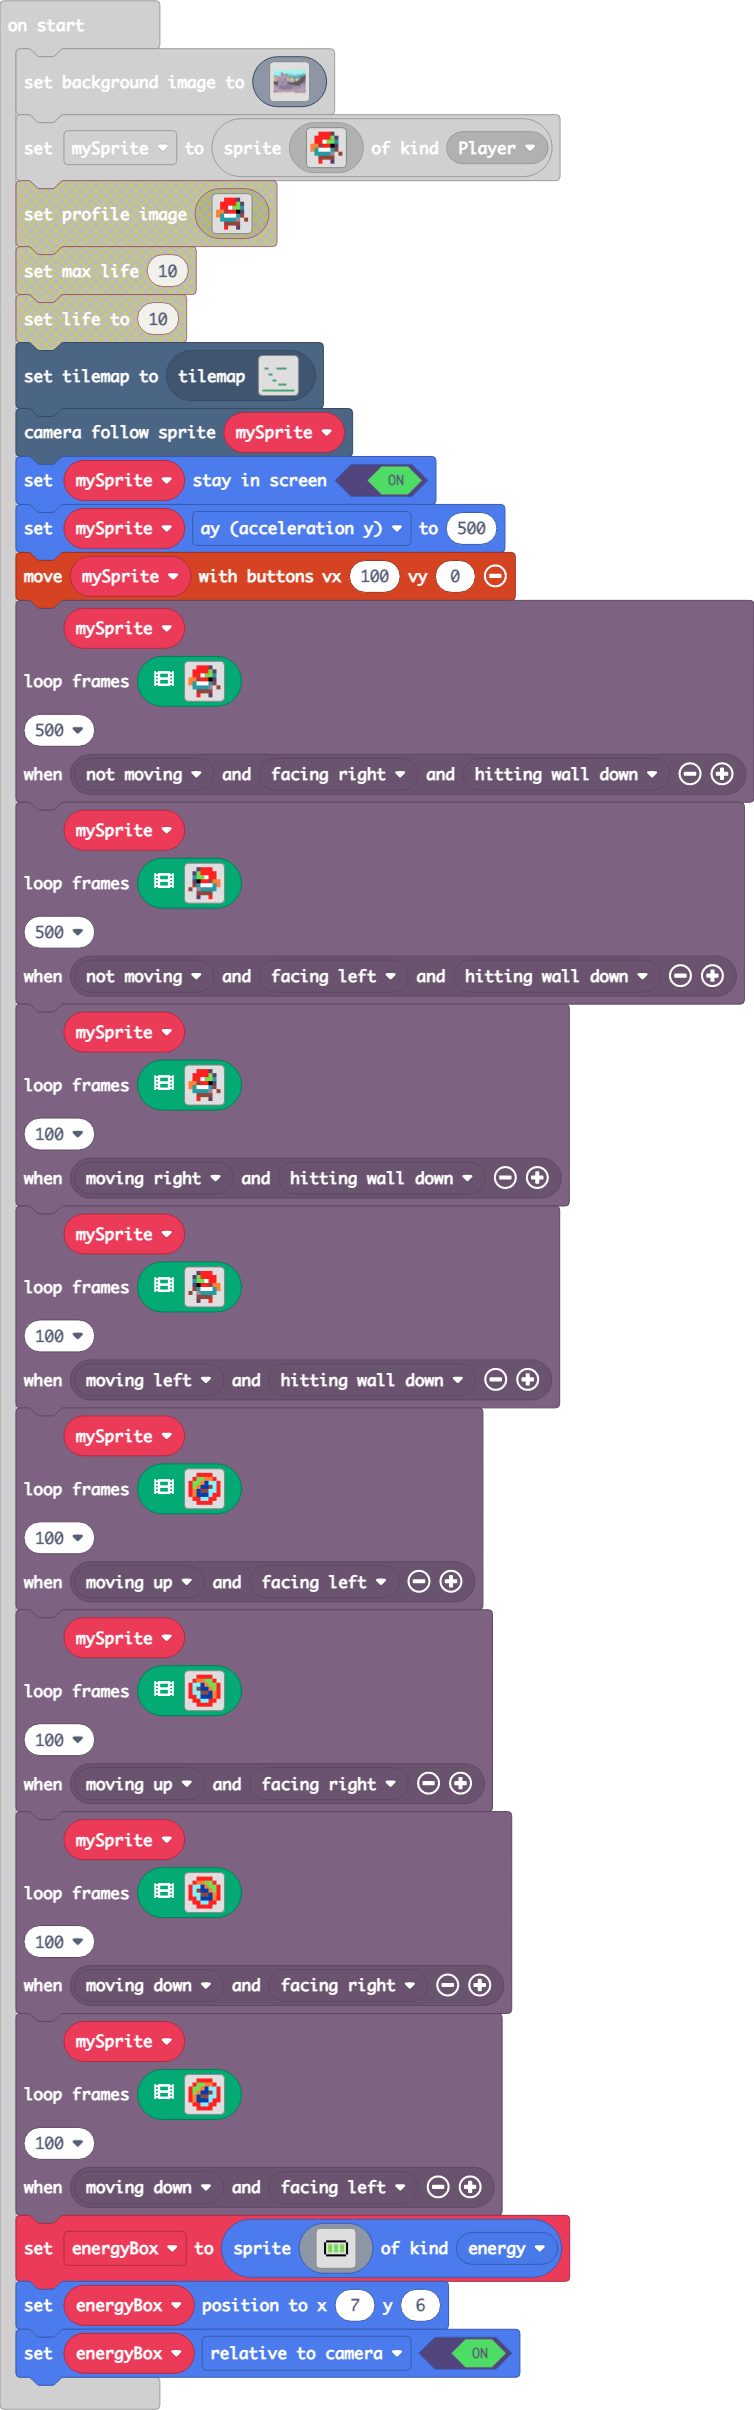 on start
set background image to
set mySprite to sprite of kind Player
set profile image
set max life 10
set life to 10
set tilemap to tilemap
camera follow sprite mySprite
set mySprite stay in screen ON
set mySprite ay (acceleration y) to 500
move mySprite with buttons vx 100 vy 0
mySprite
loop frames
500
when not moving and facing right and hitting wall down
mySprite
loop frames
500
when not moving and facing left and hitting wall down
mySprite
loop frames
100
when moving right and hitting wall down
mySprite
loop frames
100
when moving left and hitting wall down
mySprite
loop frames
100
when moving up and facing left
mySprite
loop frames
100
when moving up and facing right
mySprite
loop frames
100
when moving down and facing right
mySprite
loop frames
100
when moving down and facing left
set energyBox to sprite of kind energy
set energyBox position to x 7 y 6
set energyBox relative to camera ON